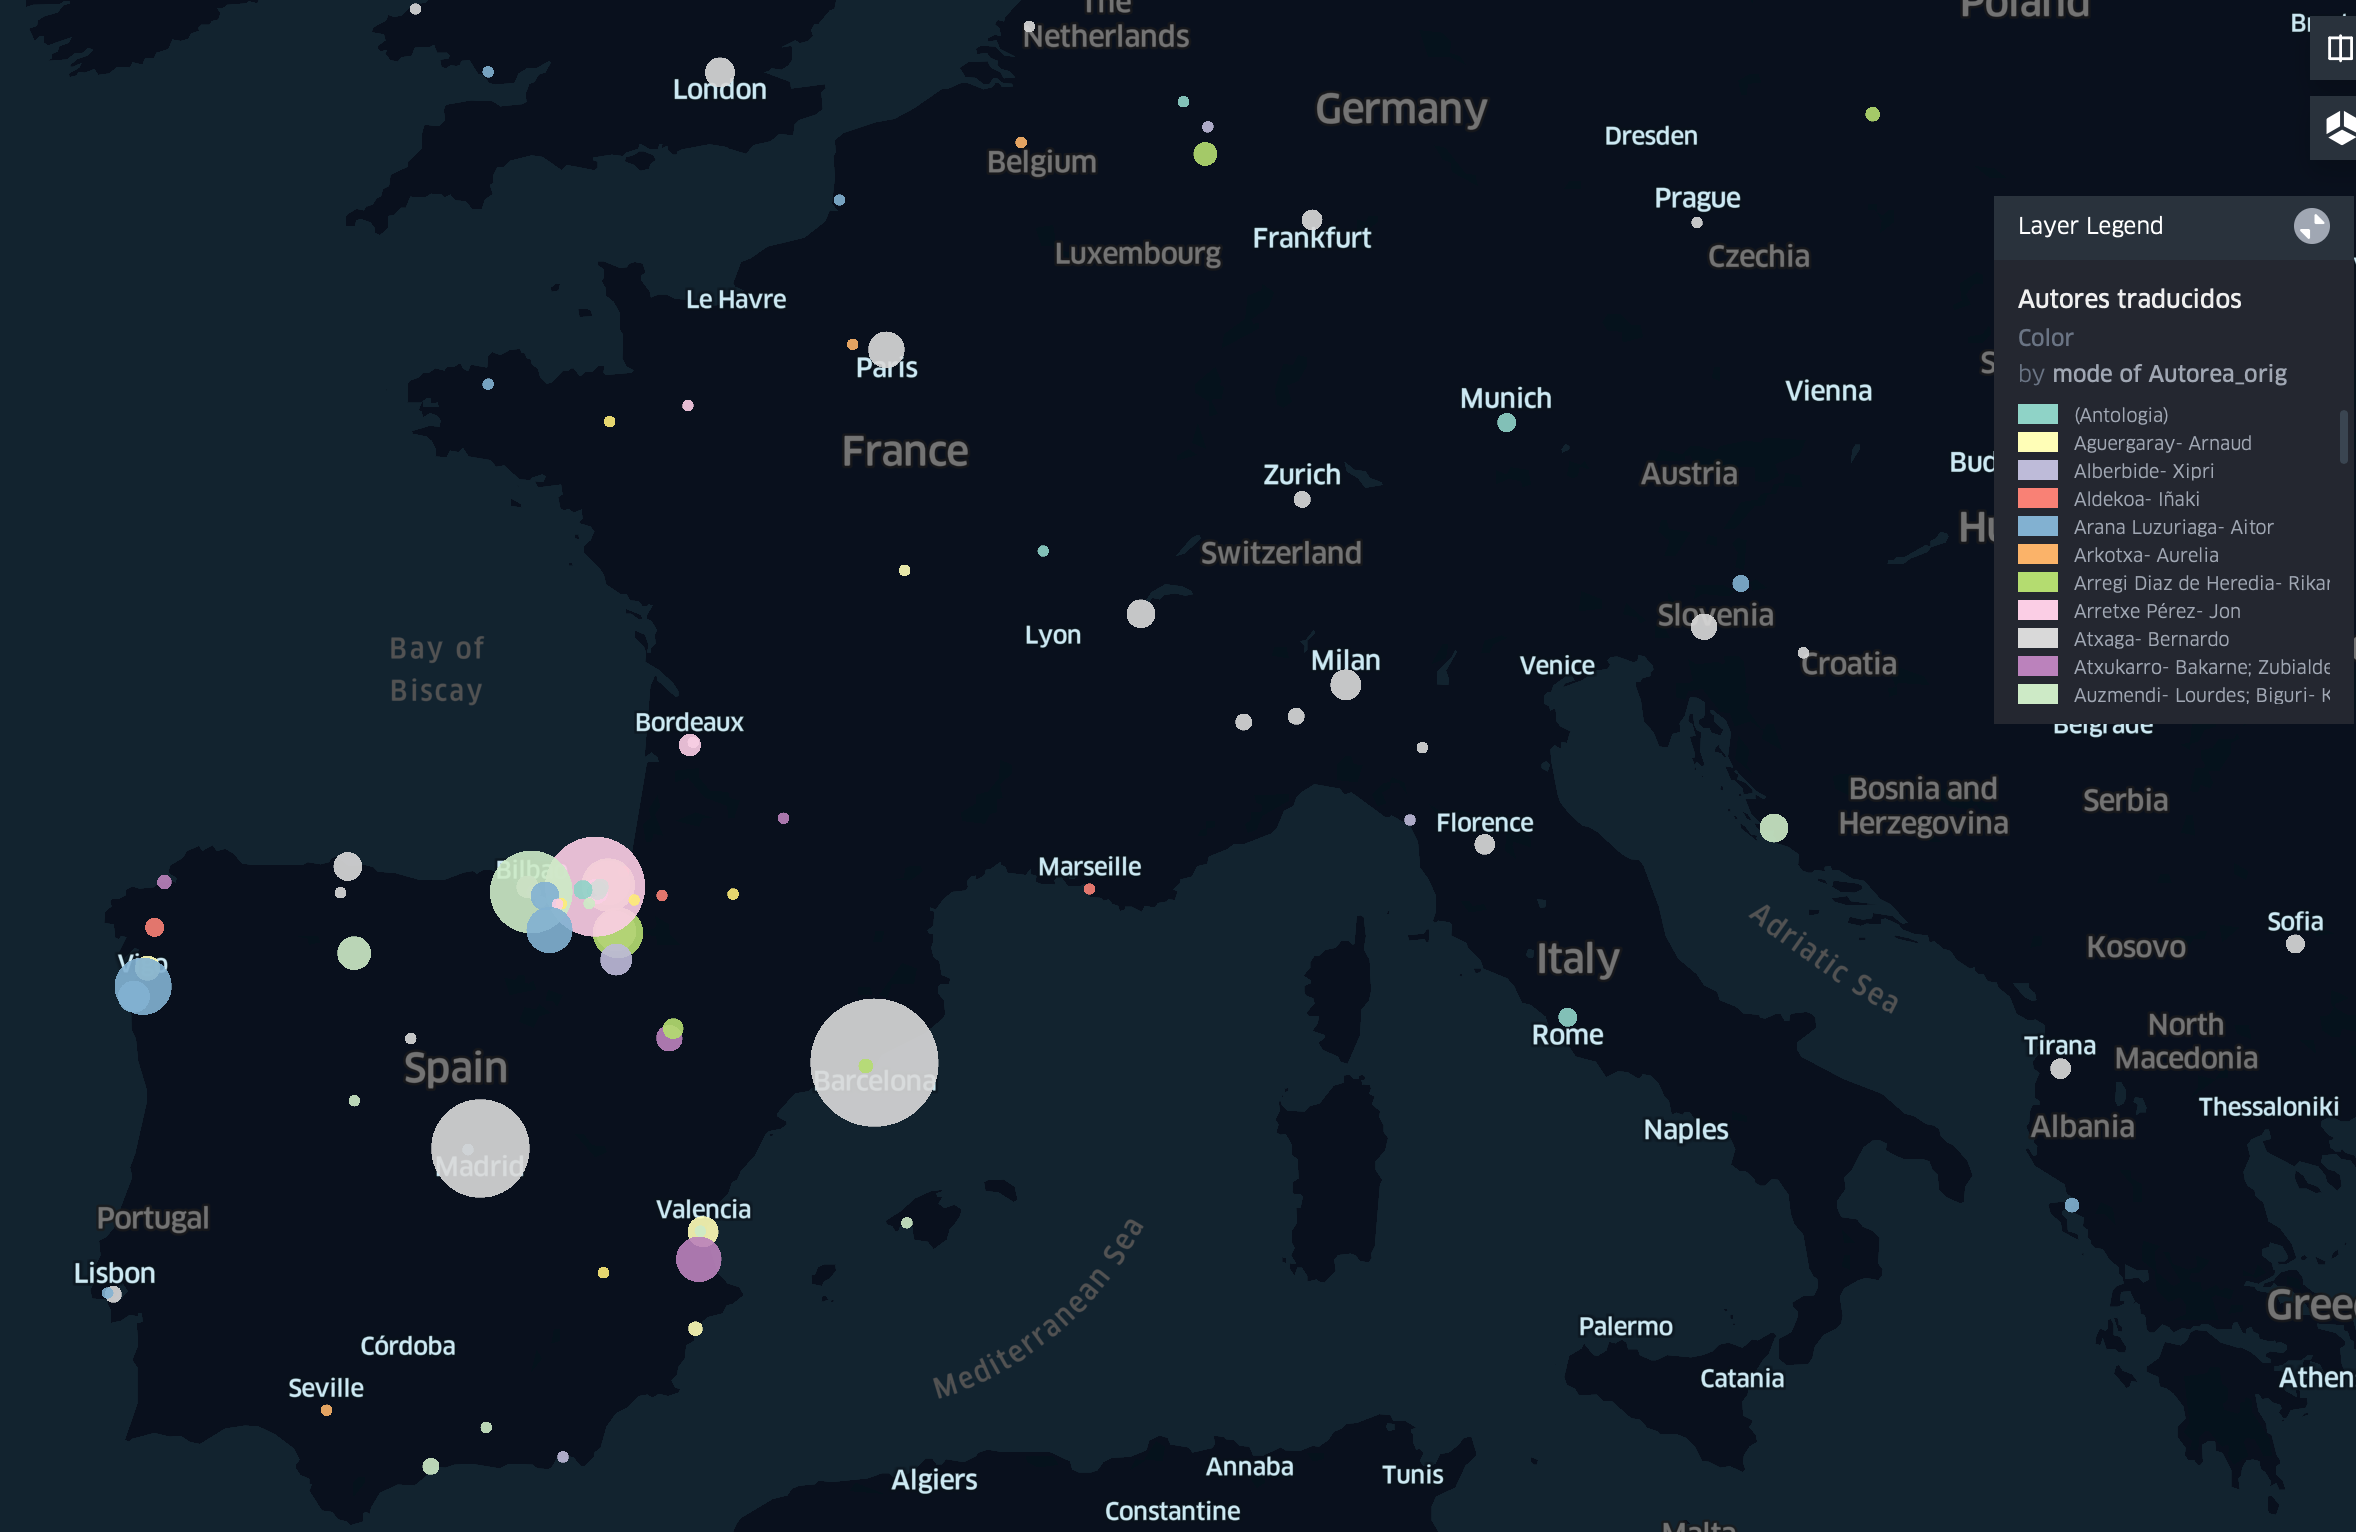 The
Netherlands
Poland
London
Germany
Dresden
Belgium
Prague
Frankfurt
Luxembourg
Czechia
Le Havre
Paris
Munich
Vienna
France
Zurich
Austria
Switzerland
Slovenia
Lyon
Bay of
Biscay
Milan
Venice
Croatia
Bordeaux
Belgrade
Bosnia and
Herzegovina
Serbia
Florence
Marseille
Adriatic Sea
Sofia
Kosovo
Italy
North
Macedonia
Rome
Tirana
Spain
Barcelona
Thessaloniki
Albania
Naples
Madrid
Portugal
Valencia
Mediterranean Sea
Lisbon
Córdoba
Palermo
Seville
Catania
Algiers
Annaba
Tunis
Constantine
Malta
Layer Legend
Autores traducidos
Color
by mode of Autorea_orig
(Antologia)
Aguergaray- Arnaud
Alberbide- Xipri
Aldekoa- Iñaki
Arana Luzuriaga- Aitor
Arkotxa- Aurelia
Arregi Diaz de Heredia- Rikar
Arretxe Pérez- Jon
Atxaga- Bernardo
Atxukarro- Bakarne; Zubialde
Auzmendi- Lourdes; Biguri- K